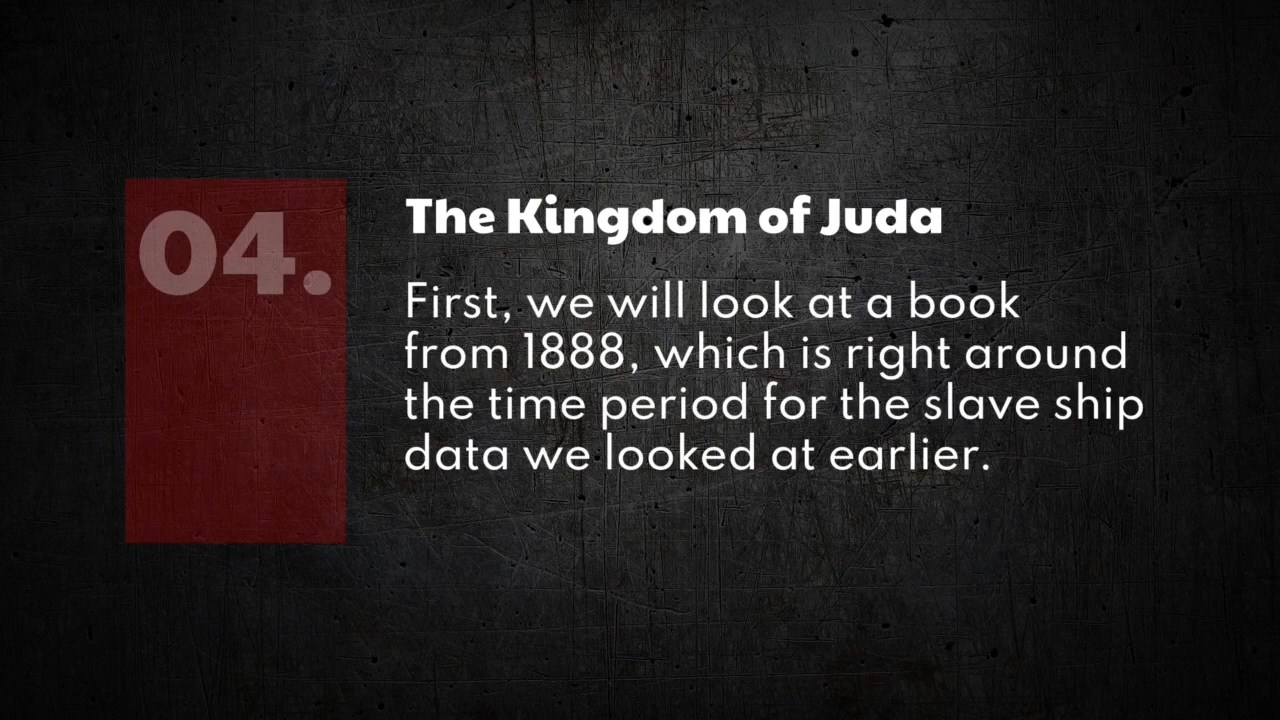 04.
The Kingdom of Juda
First, we will look at a book
from 1888, which is right around
the time period for the slave ship
data we looked at earlier.